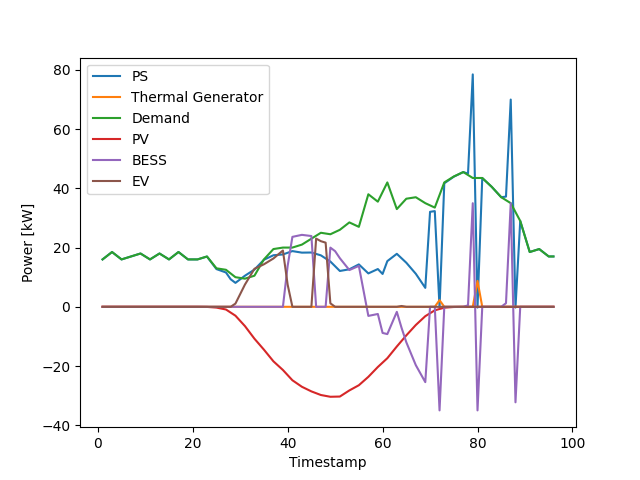 PS
Thermal Generator
Demand
PV
BESS
EV
80
60
40
20
0
−20
−40
Power [kW]
0 20 40 60 80 100
Timestamp